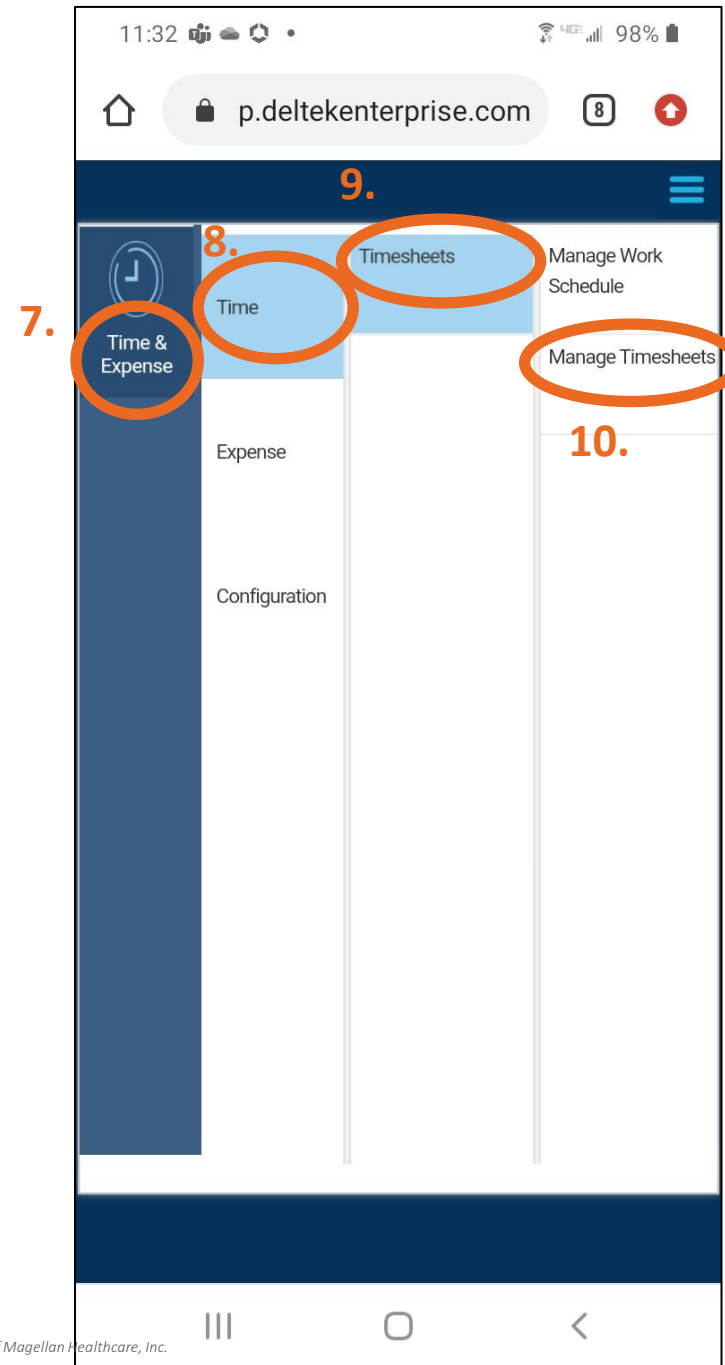 11:32
4GE 98%
p.deltekenterprise.com
8
9.
8.
Timesheets
Manage Work
Schedule
7.
Time
Time &
Expense
Manage Timesheets
10.
Expense
Configuration
Magellan Healthcare, Inc.